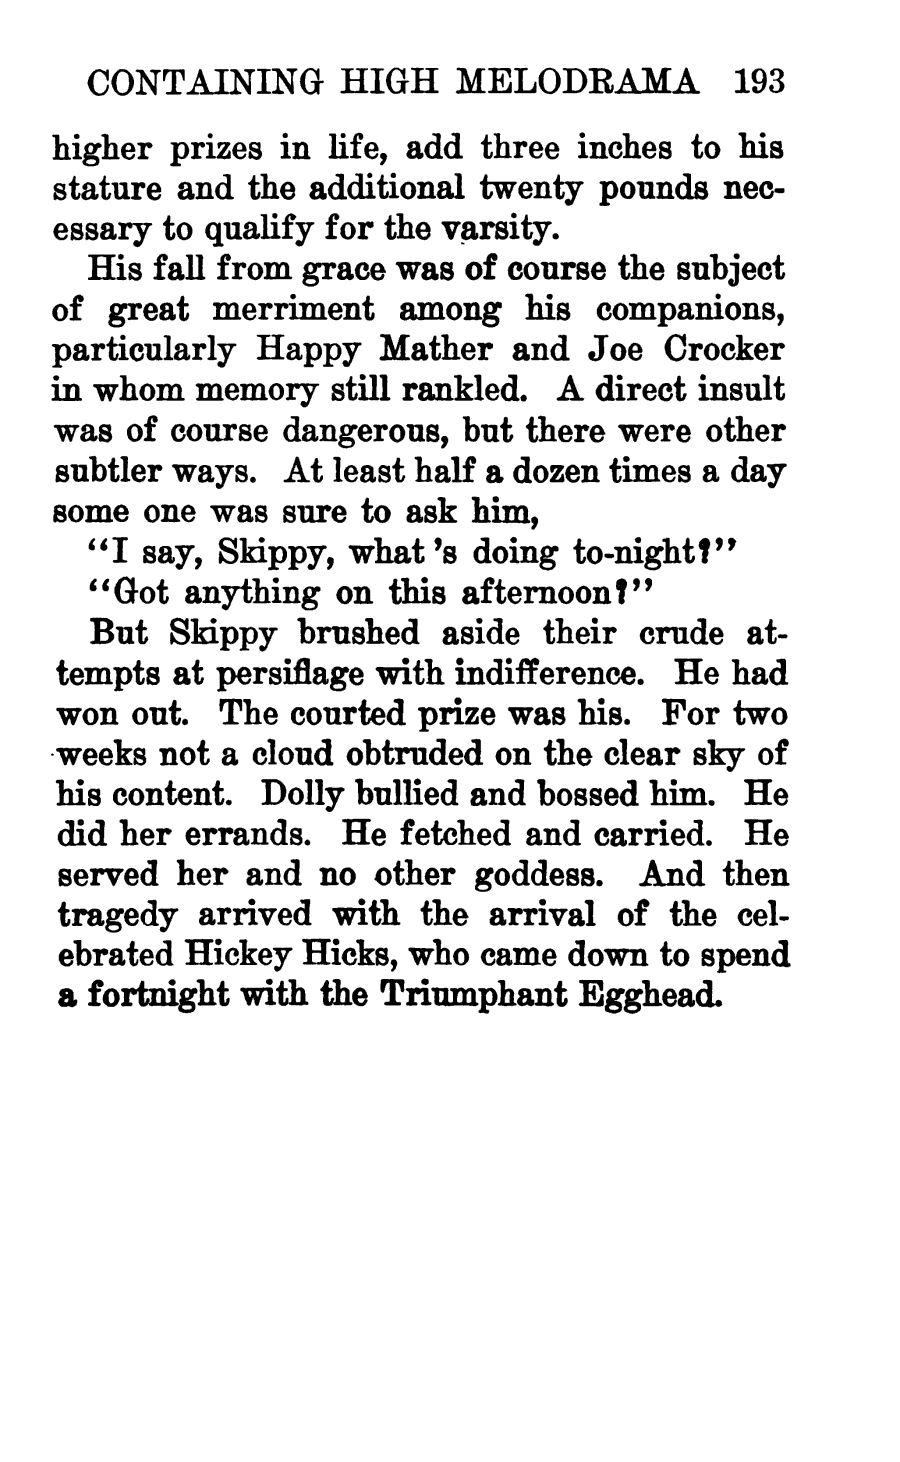 CONTAINING HIGH MELODRAMA 193
higher prizes in life, add three inches to his
stature and the additional twenty pounds nec-
essary to qualify for the varsity.
His fall from grace was of course the subject
of great merriment among his companions,
particularly Happy Mather and Joe Crocker
in whom memory still rankled. A direct insult
was of course dangerous, but there were other
subtler ways. At least half a dozen times a day
some one was sure to ask him,
“I say, Skippy, what 's doing to-night?”
“Got anything on this afternoon?”
But Skippy brushed aside their crude at-
tempts at persiflage with indifference. He had
won out. The courted prize was his. For two
weeks not a cloud obtruded on the clear sky of
his content. Dolly bullied and bossed him. He
did her errands. He fetched and carried. He
served her and no other goddess. And then
tragedy arrived with the arrival of the cel-
ebrated Hickey Hicks, who came down to spend
a fortnight with the Triumphant Egghead.